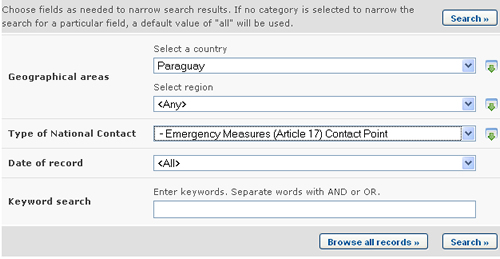 Choose fields as needed to narrow search results. If no category is selected to narrow the
search for a particular field, a default value of "all" will be used.
Search »
Select a country
Geographical areas
Paraguay
Select region
<Any>
Type of National Contact
- Emergency Measures (Article 17) Contact Point
Date of record
<All>
Enter keywords. Separate words with AND or OR.
Keyword search
Browse all records »
Search »